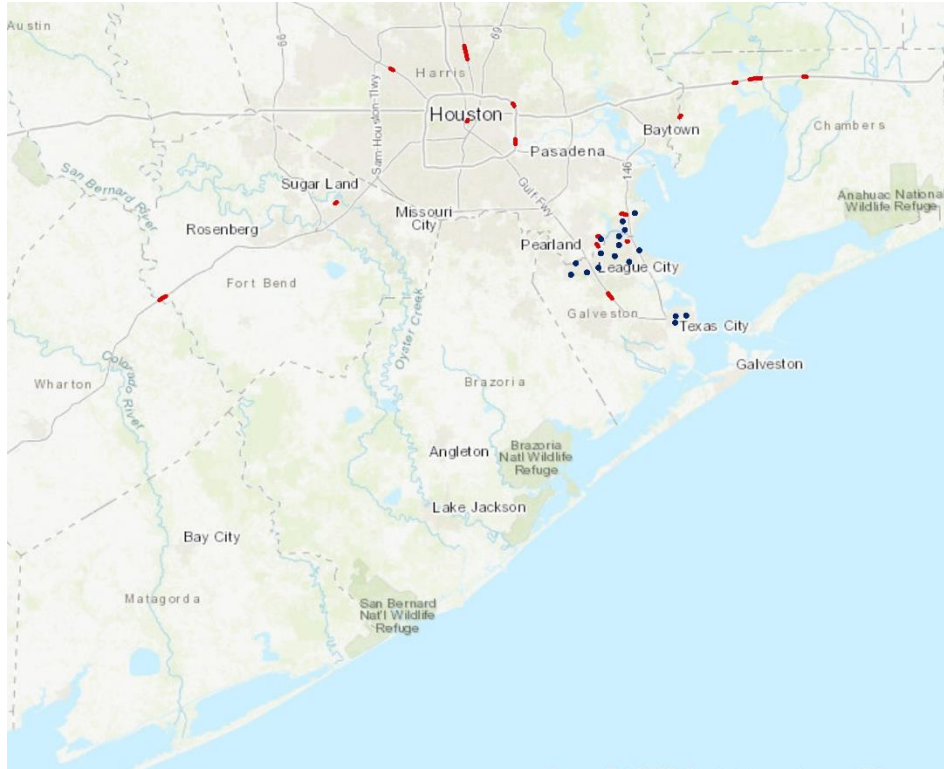 Austin
99
69
Harris
Sam Houston Tlwy
Houston
Baytown
Chambers
Pasadena
146
San Bernard
River
Sugar Land
Gulf Fwy
Anahuac National
Wildlife Refuge
Missouri
City
Rosenberg
Pearland
League City
Fort Bend
Galveston
Texas City
Oyster Creek
Colorado
River
Galveston
Wharton
Brazoria
Brazoria
Natl Wildlife
Refuge
Angleton
Lake Jackson
Bay City
Matagorda
San Bernard
Nat'l Wildlife
Refuge